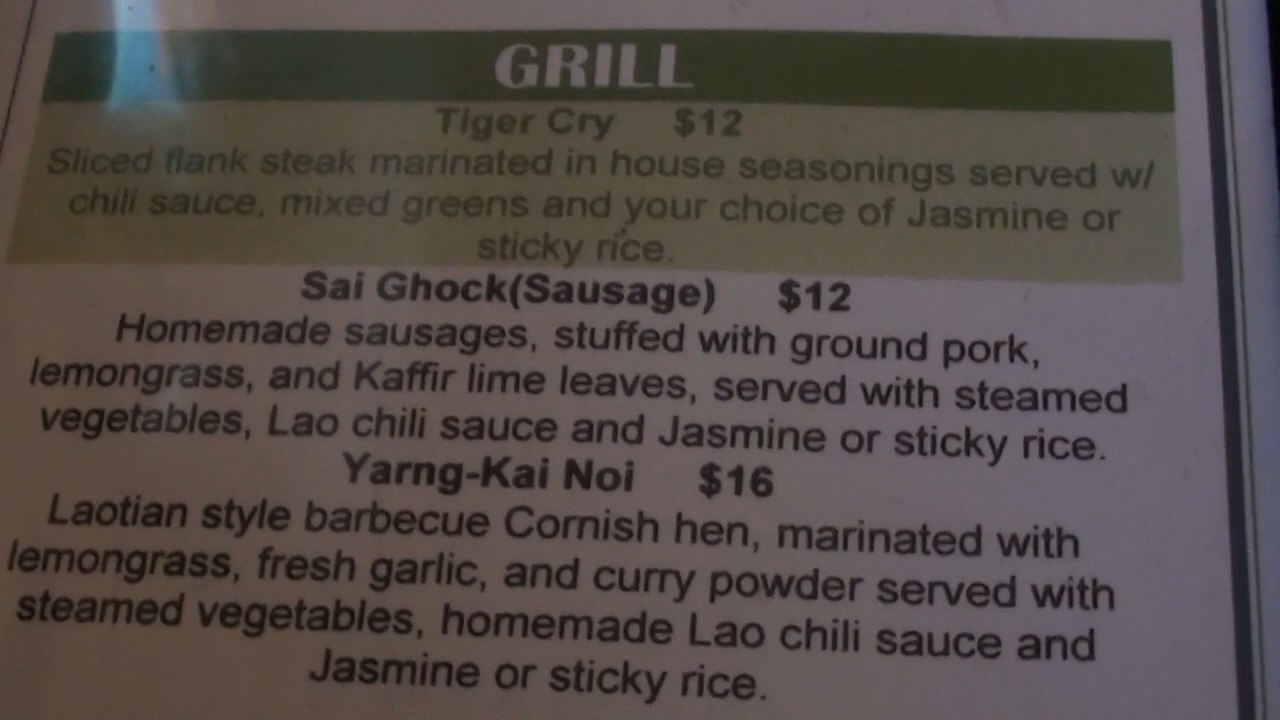 GRILL
Tiger Cry $12
Sliced flank steak marinated in house seasonings served w/
chili sauce, mixed greens and your choice of Jasmine or
sticky rice.
Sai Ghock(Sausage) $12
Homemade sausages, stuffed with ground pork,
lemongrass, and Kaffir lime leaves, served with steamed
vegetables, Lao chili sauce and Jasmine or sticky rice.
Yarng-Kai Noi $16
Laotian style barbecue Cornish hen, marinated with
lemongrass, fresh garlic, and curry powder served with
steamed vegetables, homemade Lao chili sauce and
Jasmine or sticky rice.